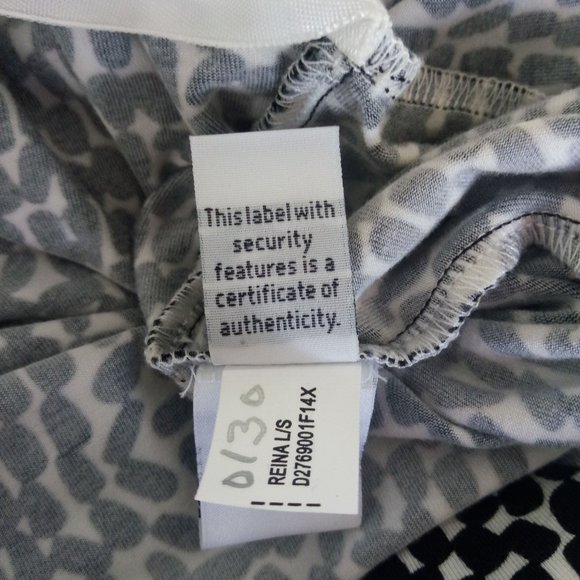 This label with
security
features is a
certificate of
authenticity.
0130
REINA L/S
D2769001F14X